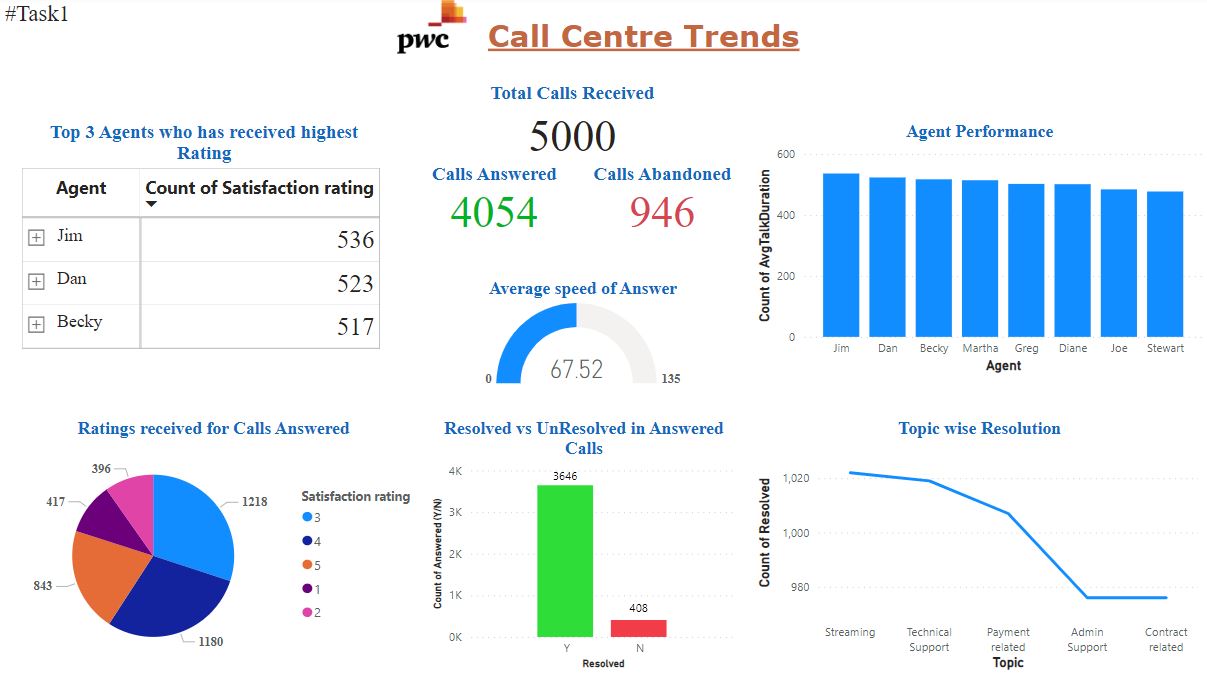 #Task1
pwc
Call Centre Trends
Total Calls Received
5000
Calls Answered
Calls Abandoned
4054
946
Top 3 Agents who has received highest
Rating
Agent
Count of Satisfaction rating
Jim
536
Dan
523
Becky
517
Average speed of Answer
67.52
0
135
Agent Performance
Count of AvgTalkDuration
600
400
200
0
Jim
Dan
Becky
Martha
Greg
Diane
Joe
Stewart
Agent
Ratings received for Calls Answered
396
417
843
1218
1180
Satisfaction rating
3
4
5
1
2
Resolved vs UnResolved in Answered
Calls
Count of Answered (Y/N)
4K
3K
2K
1K
0K
3646
408
Y
N
Resolved
Topic wise Resolution
Count of Resolved
1,020
1,000
980
Streaming
Technical
Support
Payment
related
Admin
Support
Contract
related
Topic